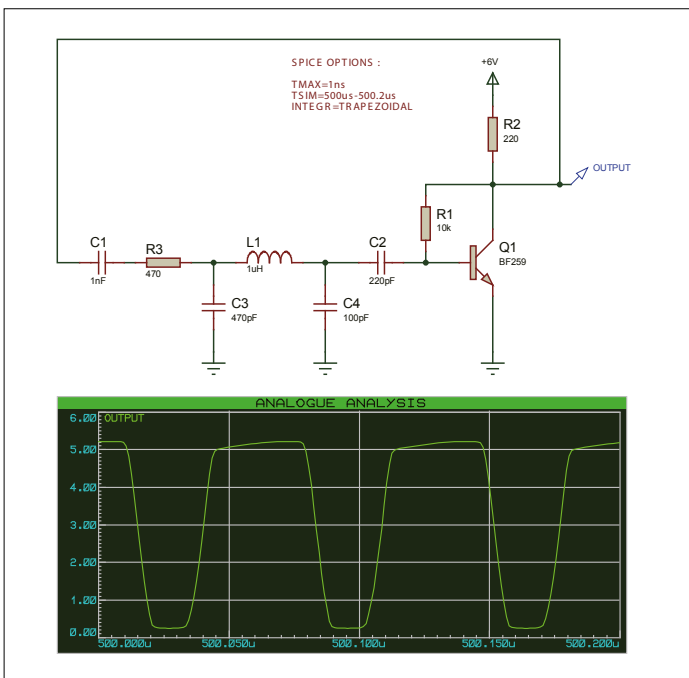 SPICE OPTIONS :
TMAX=1ns
TSIM=500us-500.2us
INTEGR=TRAPEZOIDAL
+6V
R2
220
OUTPUT
R1
10k
Q1
BF259
C1
1nF
R3
470
L1
1uH
C2
220pF
C3
470pF
C4
100pF
ANALOGUE ANALYSIS
6.00 OUTPUT
5.00
4.00
3.00
2.00
1.00
0.00
500.000u 500.050u 500.100u 500.150u 500.200u